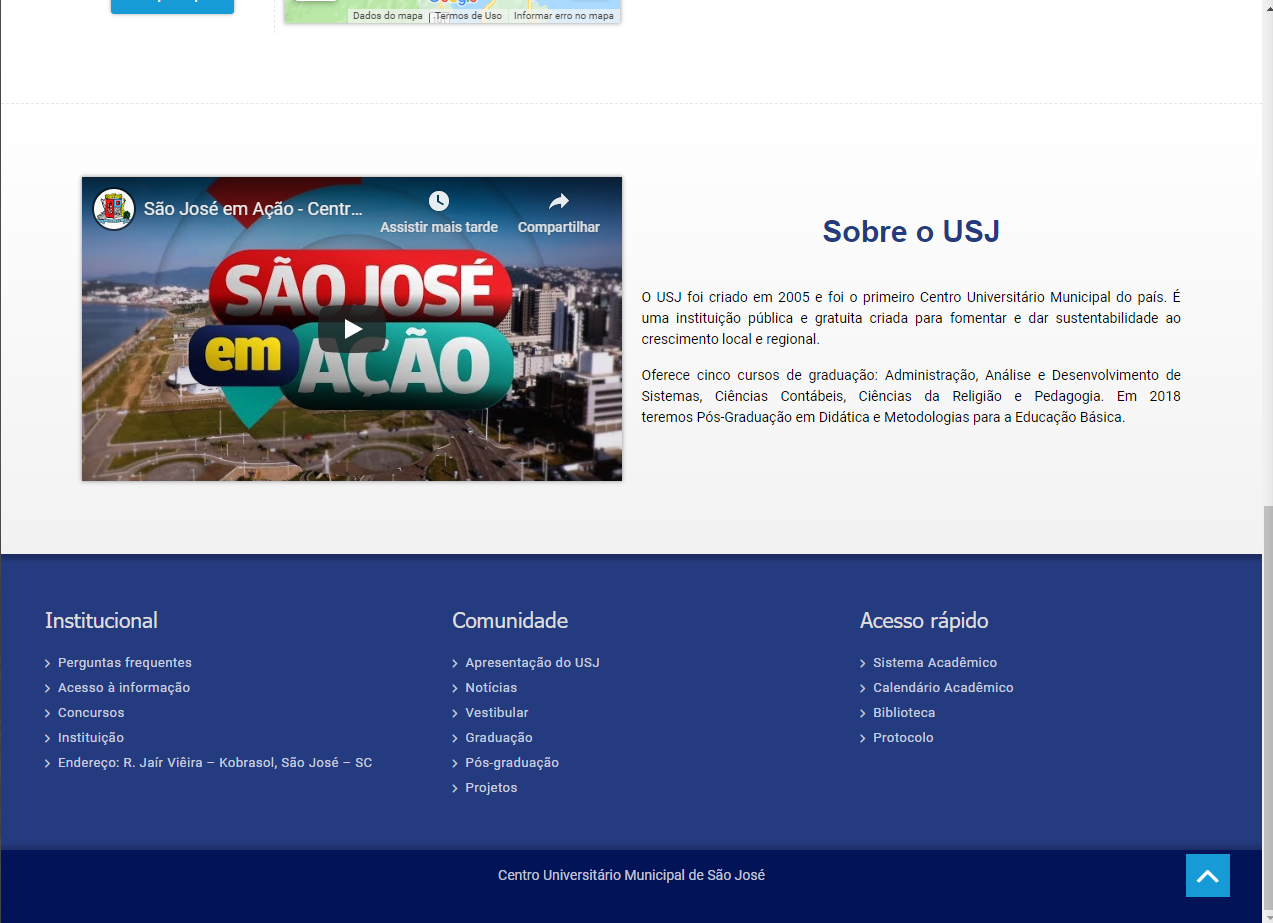 Dados do mapa
Termos de Uso
Informar erro no mapa
São José em Ação - Centr...
Assistir mais tarde
Compartilhar
SÃO JOSÉ
em AÇÃO
Sobre o USJ
O USJ foi criado em 2005 e foi o primeiro Centro Universitário Municipal do país. É
uma instituição pública e gratuita criada para fomentar e dar sustentabilidade ao
crescimento local e regional.
Oferece cinco cursos de graduação: Administração, Análise e Desenvolvimento de
Sistemas, Ciências Contábeis, Ciências da Religião e Pedagogia. Em 2018
teremos Pós-Graduação em Didática e Metodologias para a Educação Básica.
Institucional
Perguntas frequentes
Acesso à informação
Concursos
Instituição
Endereço: R. Jaír Viêira – Kobrasol, São José – SC
Comunidade
Apresentação do USJ
Notícias
Vestibular
Graduação
Pós-graduação
Projetos
Acesso rápido
Sistema Acadêmico
Calendário Acadêmico
Biblioteca
Protocolo
Centro Universitário Municipal de São José